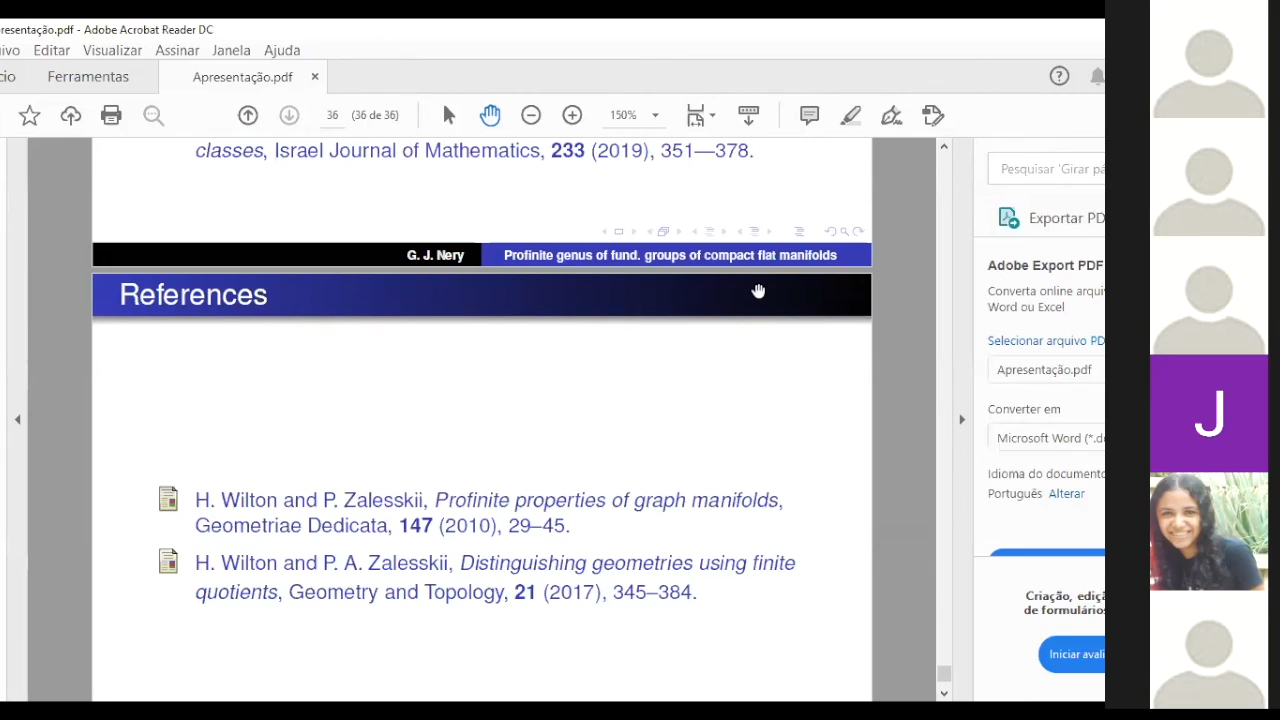 resentação.pdf - Adobe Acrobat Reader DC
ivo Editar Visualizar Assinar Janela Ajuda
cio Ferramentas Apresentação.pdf ×
36 (36 de 36) 150%
classes, Israel Journal of Mathematics, 233 (2019), 351––378.
Pesquisar 'Girar pá
Exportar PD
G. J. Nery Profinite genus of fund. groups of compact flat manifolds
References
Adobe Export PDF
Converta online arqui
Word ou Excel
Selecionar arquivo PD
Apresentação.pdf
Converter em
Microsoft Word (*.d
Idioma do documento
Português Alterar
J
H. Wilton and P. Zalesskii, Profinite properties of graph manifolds,
Geometriae Dedicata, 147 (2010), 29–45.
H. Wilton and P. A. Zalesskii, Distinguishing geometries using finite
quotients, Geometry and Topology, 21 (2017), 345–384.
Criação, ediçã
de formulários
Iniciar avali